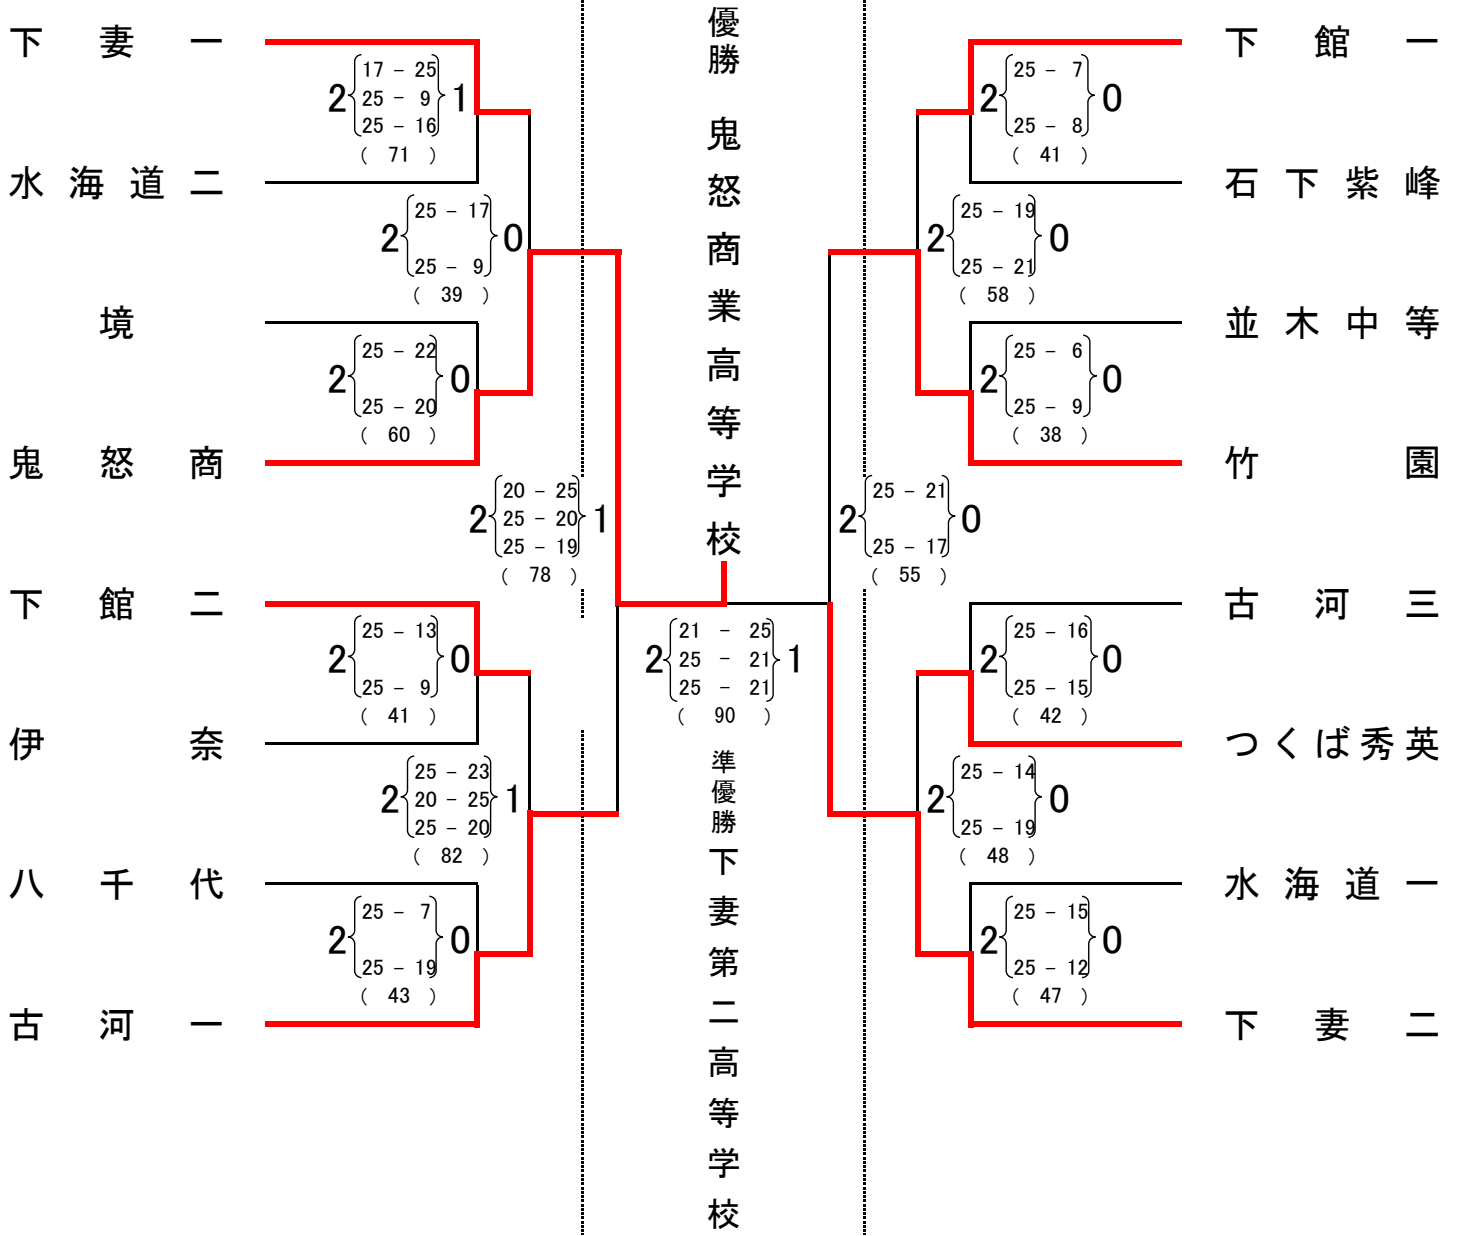 下妻一
水海道二
境
鬼怒商
下館二
伊奈
八千代
古河一
17 - 25
2 25 - 9 1
25 - 16
( 71 )
25 - 17
2 0
25 - 9
( 39 )
25 - 22
2 0
25 - 20
( 60 )
20 - 25
2 25 - 20 1
25 - 19
( 78 )
25 - 13
2 0
25 - 9
( 41 )
25 - 23
2 20 - 25 1
25 - 20
( 82 )
25 - 7
2 0
25 - 19
( 43 )
優勝
鬼怒商業高等学校
21 - 25
2 25 - 21 1
25 - 21
( 90 )
準優勝
下妻第二高等学校
25 - 7
2 0
25 - 8
( 41 )
25 - 19
2 0
25 - 21
( 58 )
25 - 6
2 0
25 - 9
( 38 )
25 - 21
2 0
25 - 17
( 55 )
25 - 16
2 0
25 - 15
( 42 )
25 - 14
2 0
25 - 19
( 48 )
25 - 15
2 0
25 - 12
( 47 )
下館一
石下紫峰
並木中等
竹園
古河三
つくば秀英
水海道一
下妻二